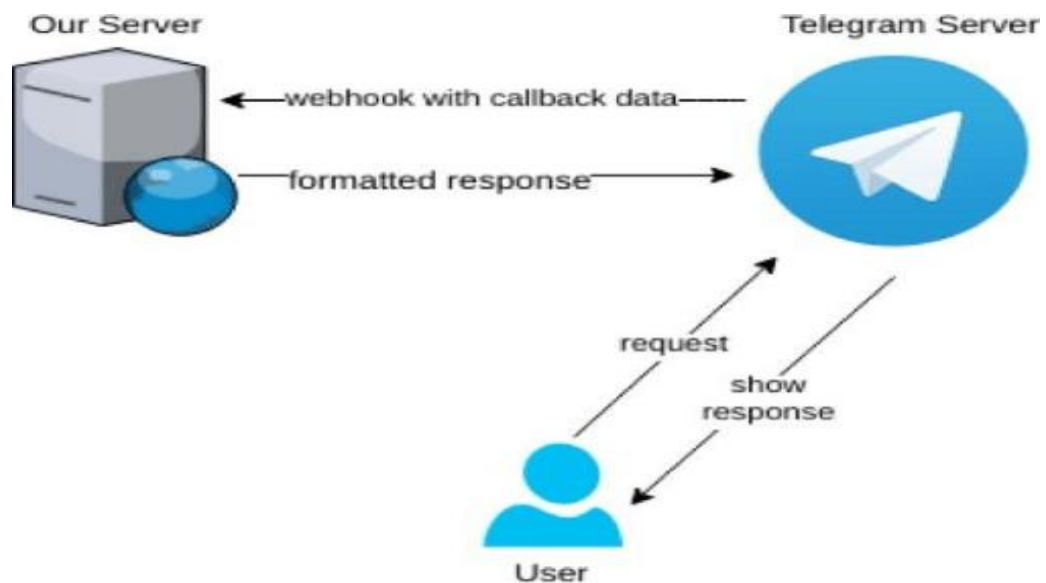 Our Server
Telegram Server
webhook with callback data
formatted response
request
show
response
User